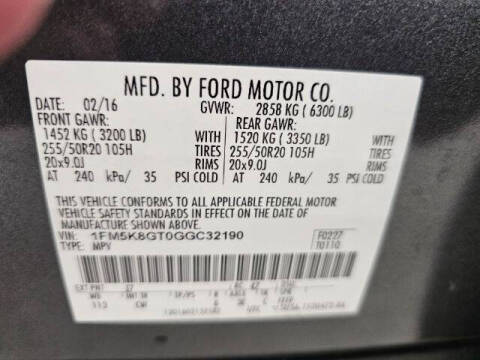 MFD. BY FORD MOTOR CO.
DATE: 02/16 GVWR: 2858 KG ( 6300 LB)
FRONT GAWR: REAR GAWR:
1452 KG ( 3200 LB) WITH 1520 KG ( 3350 LB) WITH
255/50R20 105H TIRES 255/50R20 105H TIRES
20x9.0J RIMS 20x9.0J RIMS
AT 240 kPa/ 35 PSI COLD AT 240 kPa/ 35 PSI COLD
THIS VEHICLE CONFORMS TO ALL APPLICABLE FEDERAL MOTOR
VEHICLE SAFETY STANDARDS IN EFFECT ON THE DATE OF
MANUFACTURE SHOWN ABOVE.
VIN: 1FM5K8GT0GGC32190 F0227
TYPE: MPV T0110
EXT PNT